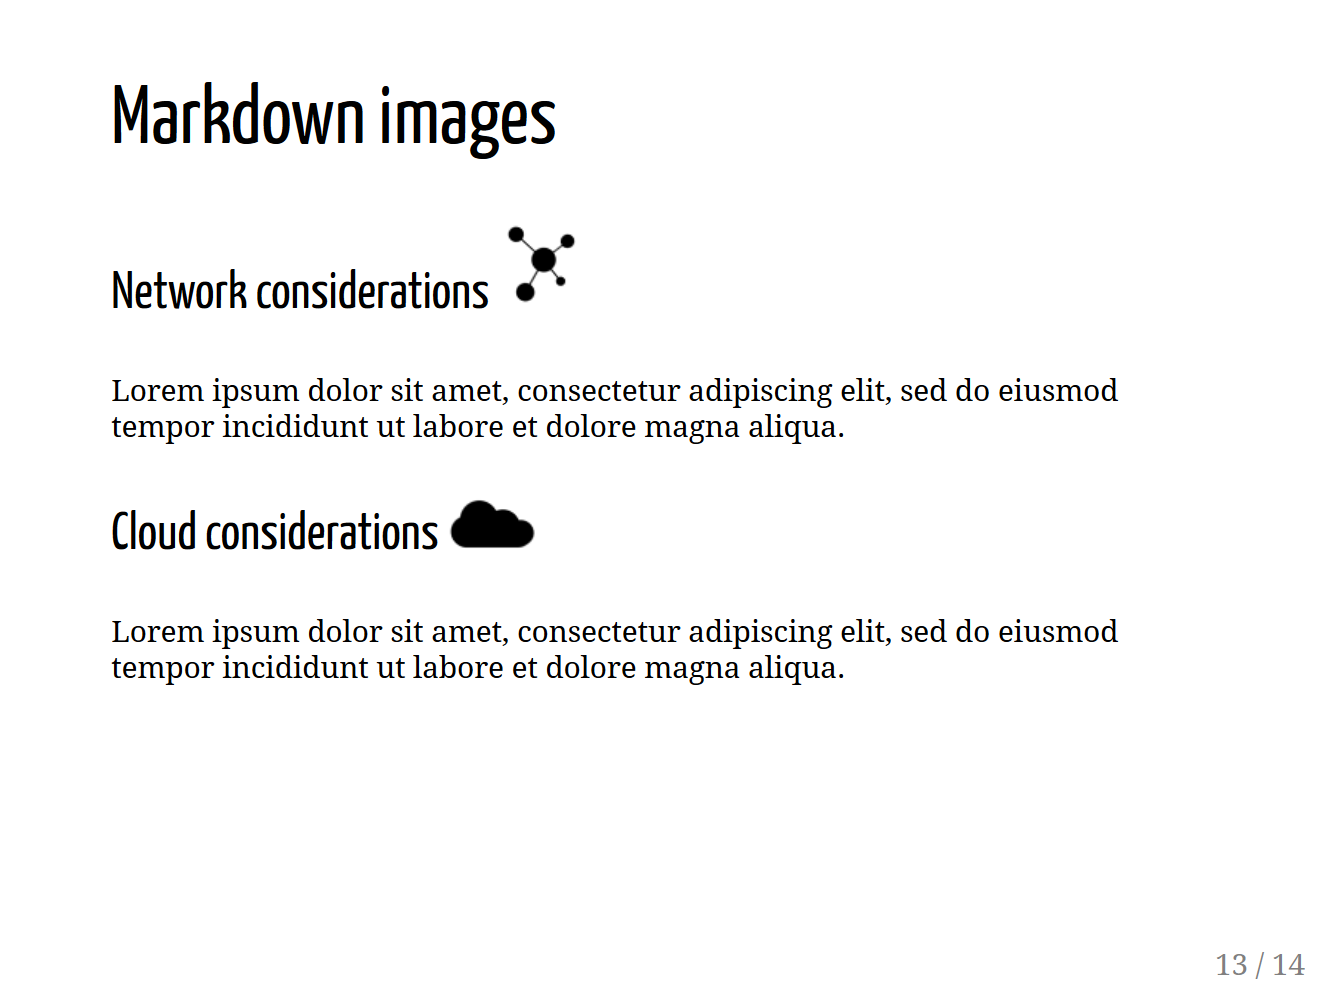 Markdown images
Network considerations
Lorem ipsum dolor sit amet, consectetur adipiscing elit, sed do eiusmod
tempor incididunt ut labore et dolore magna aliqua.
Cloud considerations
Lorem ipsum dolor sit amet, consectetur adipiscing elit, sed do eiusmod
tempor incididunt ut labore et dolore magna aliqua.
13 / 14